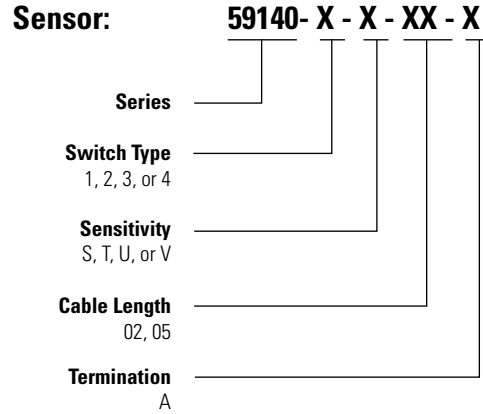 Sensor: 59140- X - X - XX - X
Series
Switch Type
1, 2, 3, or 4
Sensitivity
S, T, U, or V
Cable Length
02, 05
Termination
A